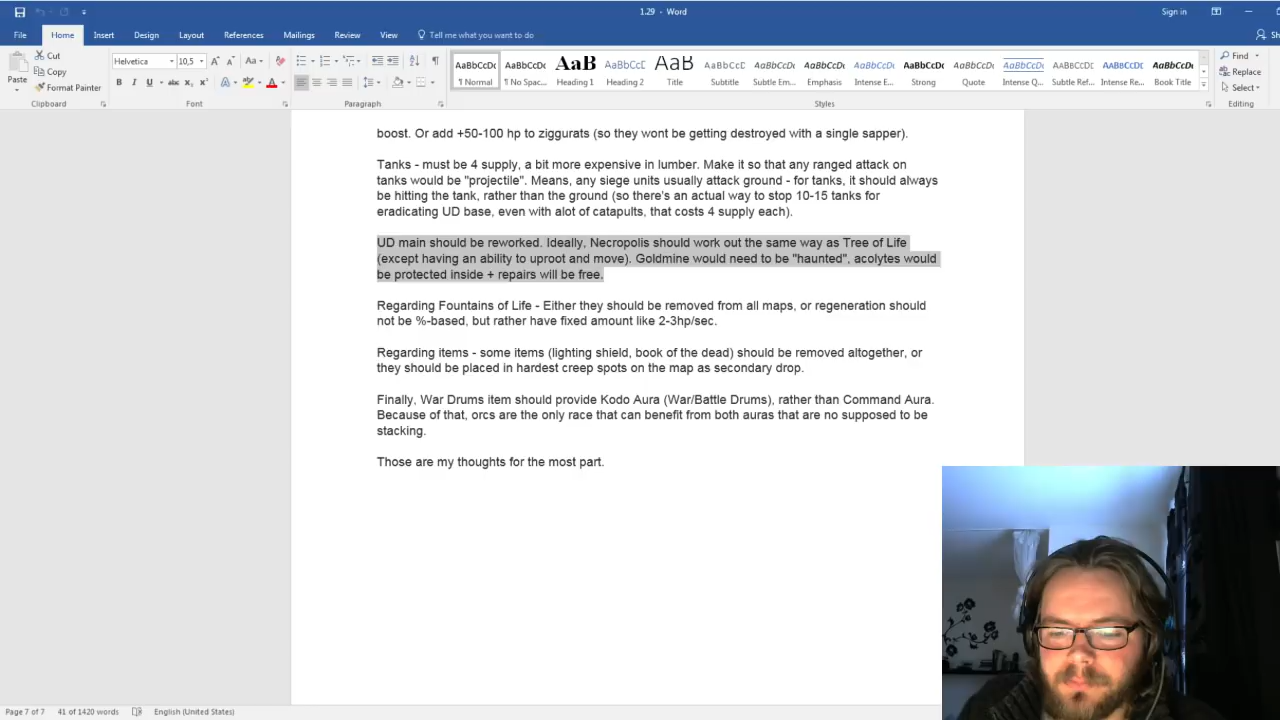 1.29 - Word
Sign in
File Home Insert Design Layout References Mailings Review View Tell me what you want to do
Paste
Cut
Copy
Format Painter
Clipboard
Helvetica 10,5
Font
Paragraph
AaBbCcDc AaBbCcDc AaBb AaBbCcC AaB AaBbCcC AaBbCcDc AaBbCcDc AaBbCcDc AaBbCcDc AaBbCcDc AaBbCcDc AaBbCcDc AaBbCcDc AaBbCcDc
¶ Normal ¶ No Spac... Heading 1 Heading 2 Title Subtitle Subtle Em... Emphasis Intense E... Strong Quote Intense Q... Subtle Ref... Intense Re... Book Title
Styles
Find
Replace
Select
Editing
boost. Or add +50-100 hp to ziggurats (so they wont be getting destroyed with a single sapper).
Tanks - must be 4 supply, a bit more expensive in lumber. Make it so that any ranged attack on
tanks would be "projectile". Means, any siege units usually attack ground - for tanks, it should always
be hitting the tank, rather than the ground (so there's an actual way to stop 10-15 tanks for
eradicating UD base, even with alot of catapults, that costs 4 supply each).
UD main should be reworked. Ideally, Necropolis should work out the same way as Tree of Life
(except having an ability to uproot and move). Goldmine would need to be "haunted", acolytes would
be protected inside + repairs will be free.
Regarding Fountains of Life - Either they should be removed from all maps, or regeneration should
not be %-based, but rather have fixed amount like 2-3hp/sec.
Regarding items - some items (lighting shield, book of the dead) should be removed altogether, or
they should be placed in hardest creep spots on the map as secondary drop.
Finally, War Drums item should provide Kodo Aura (War/Battle Drums), rather than Command Aura.
Because of that, orcs are the only race that can benefit from both auras that are no supposed to be
stacking.
Those are my thoughts for the most part.
Page 7 of 7 41 of 1420 words English (United States)